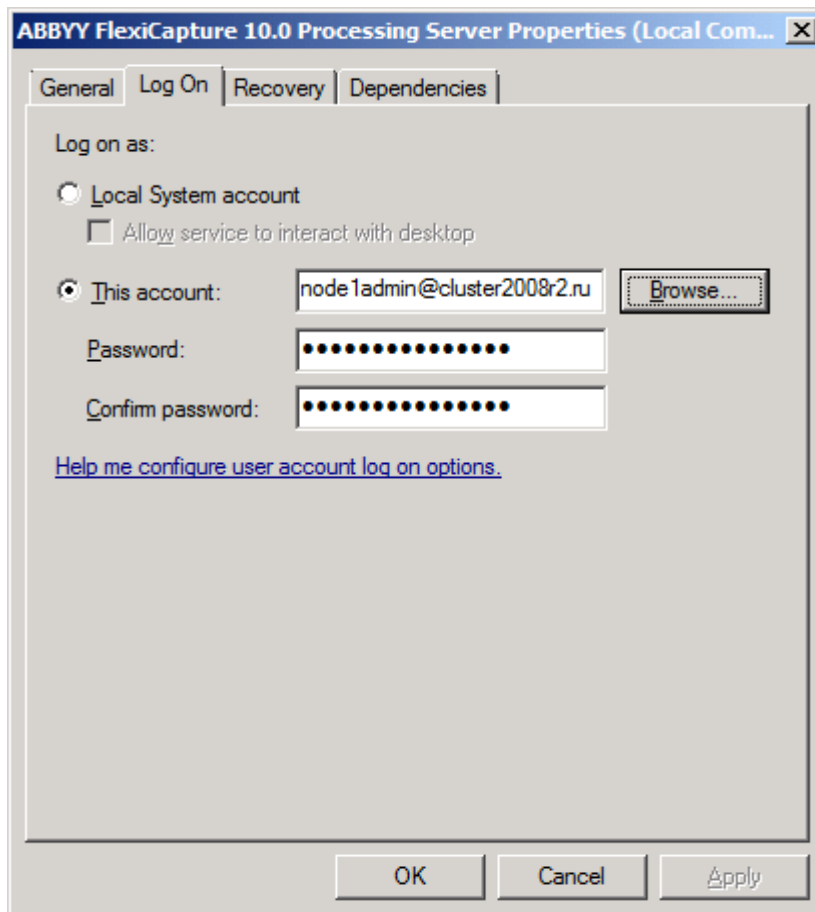 ABBYY FlexiCapture 10.0 Processing Server Properties (Local Com...
General Log On Recovery Dependencies
Log on as:
Local System account
Allow service to interact with desktop
This account: node1admin@cluster2008r2.ru Browse...
Password: •••••••••••••••
Confirm password: •••••••••••••••
Help me configure user account log on options.
OK Cancel Apply